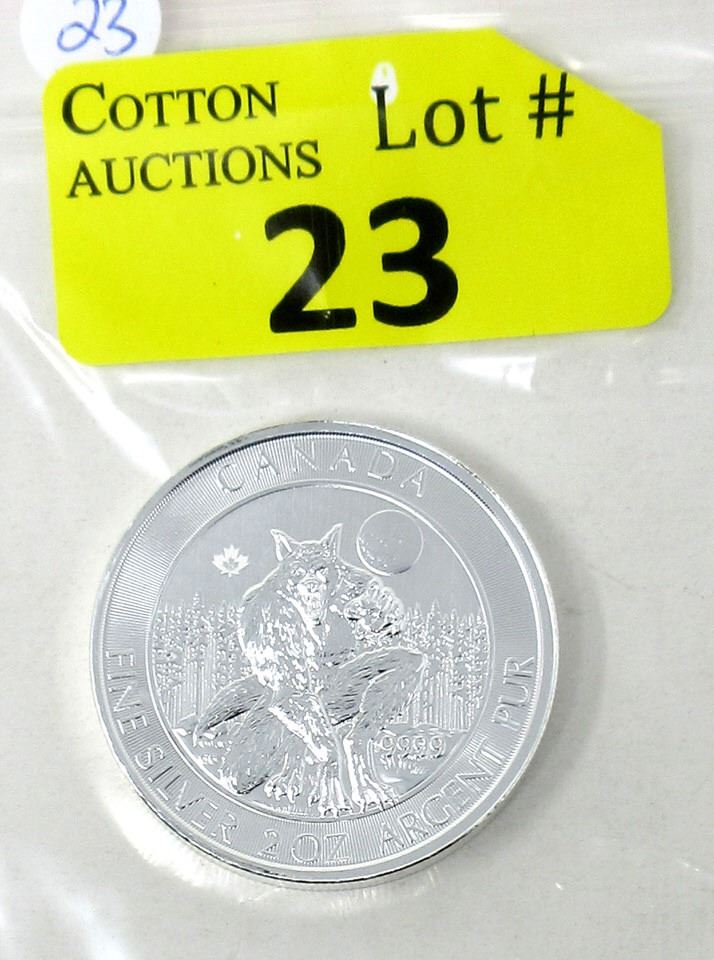 23
COTTON
AUCTIONS
Lot #
23
CANADA
9999
FINE SILVER 2 OZ ARGENT PUR